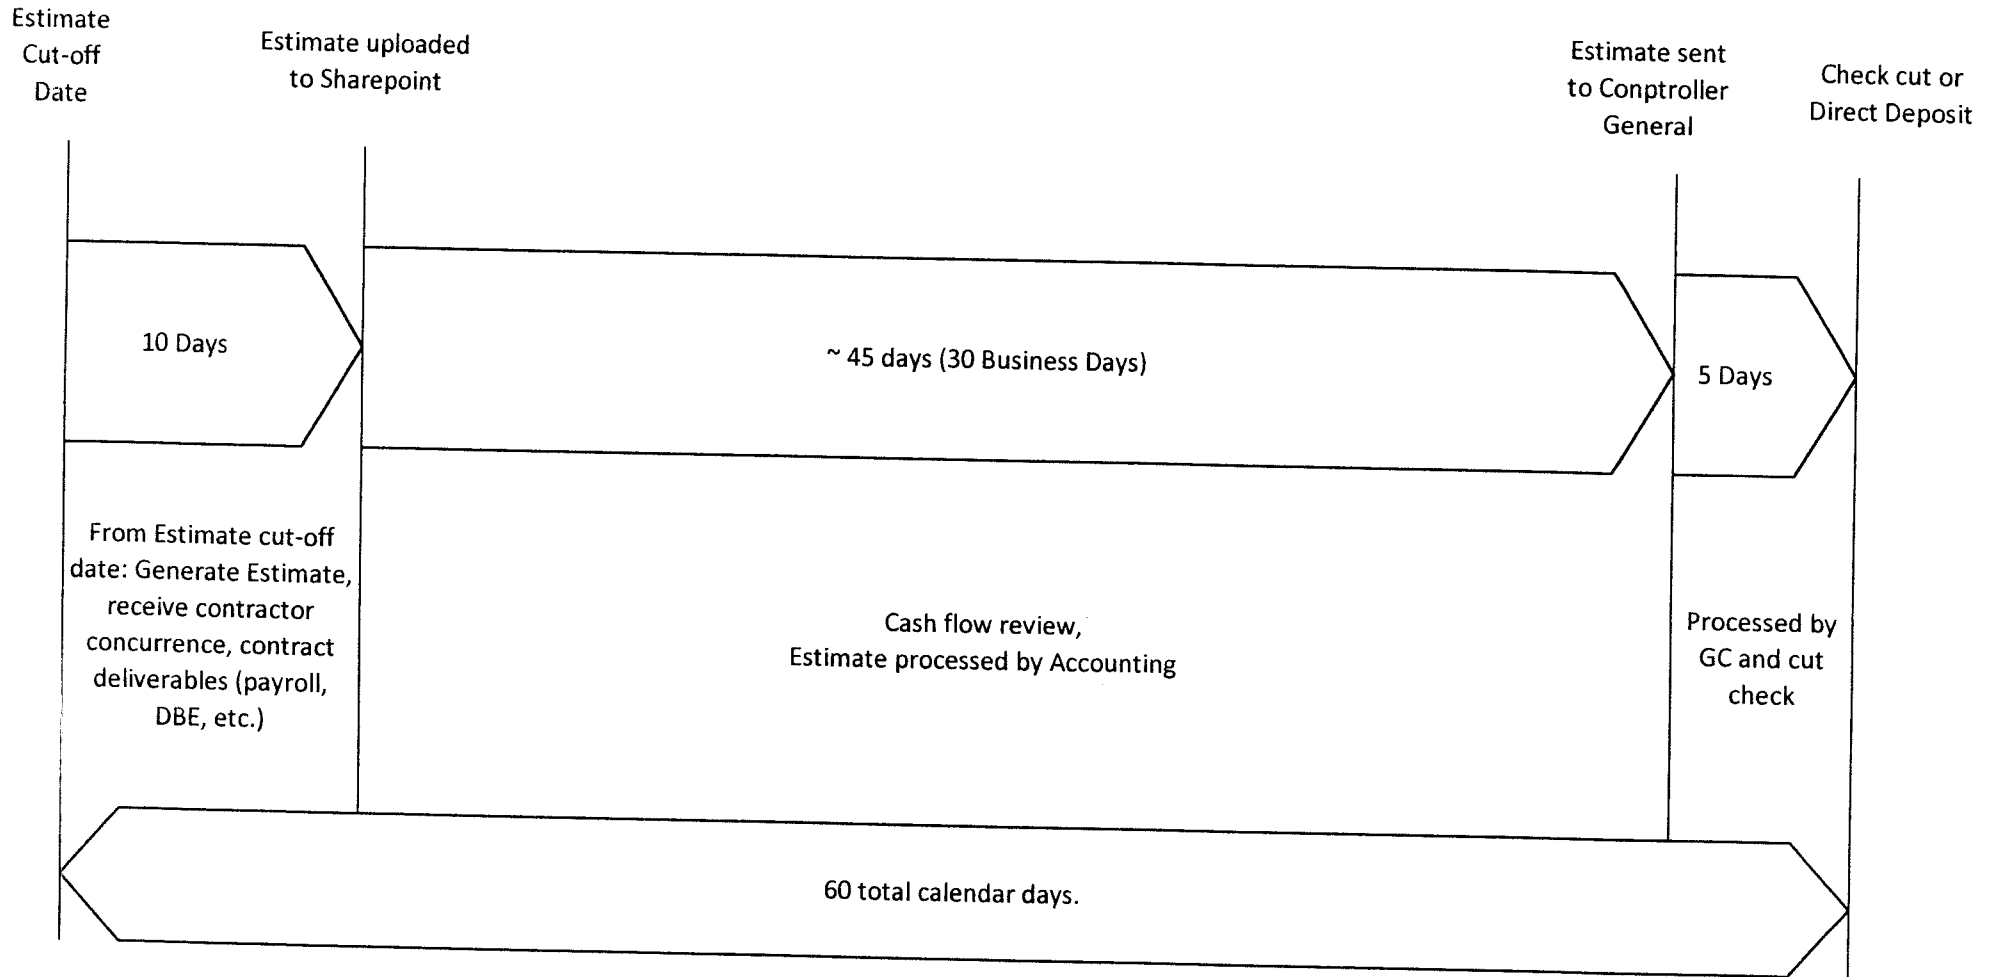 Estimate
Cut-off
Date
Estimate uploaded
to Sharepoint
Estimate sent
to Conptroller
General
Check cut or
Direct Deposit
10 Days
~ 45 days (30 Business Days)
5 Days
From Estimate cut-off
date: Generate Estimate,
receive contractor
concurrence, contract
deliverables (payroll,
DBE, etc.)
Cash flow review,
Estimate processed by Accounting
Processed by
GC and cut
check
60 total calendar days.